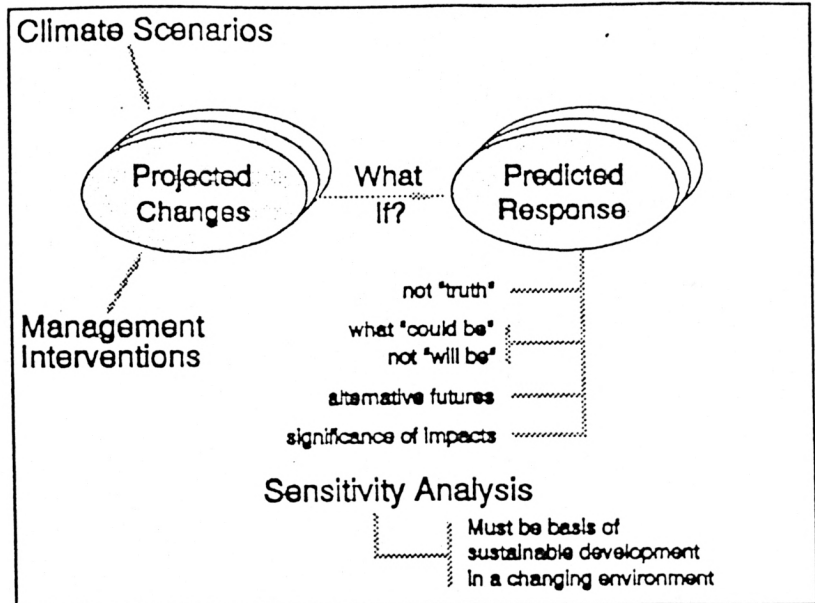 Climate Scenarios
Projected
Changes
What
If?
Predicted
Response
Management
Interventions
not "truth"
what "could be"
not "will be"
alternative futures
significance of impacts
Sensitivity Analysis
Must be basis of
sustainable development
in a changing environment